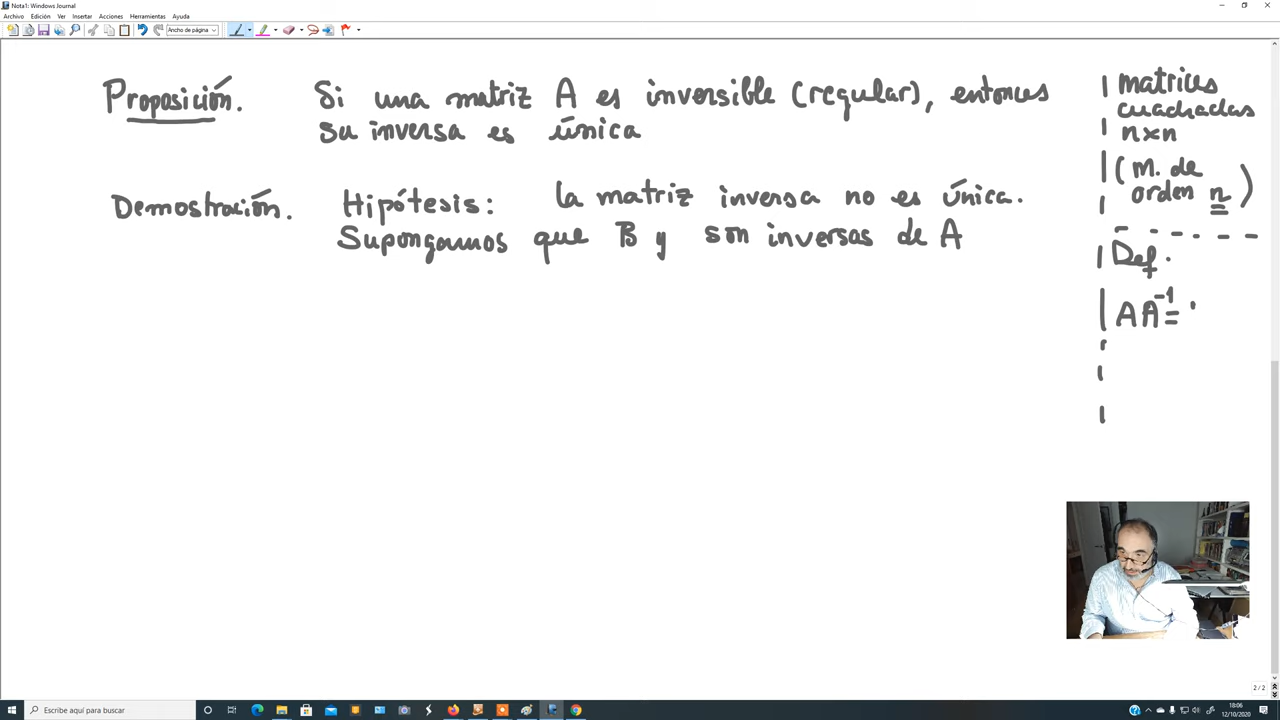 Nota1: Windows Journal
Archivo Edición Ver Insertar Acciones Herramientas Ayuda
Ancho de página
Proposición. Si una matriz A es inversible (regular), entonces
su inversa es única
Demostración. Hipótesis: la matriz inversa no es única.
Supongamos que B y son inversas de A
matrices
cuadradas
n×n
(M. de
orden n)
Def.
AA⁻¹=
2 / 2
Escribe aquí para buscar
18:06
12/10/2020